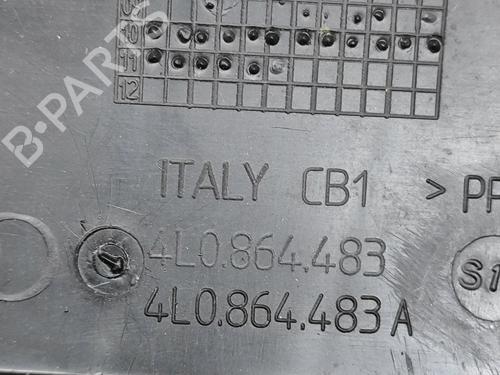 10
11
12
ITALY CB1 > PP
4L0.864.483
4L0.864.483 A
S1
B-PARTS